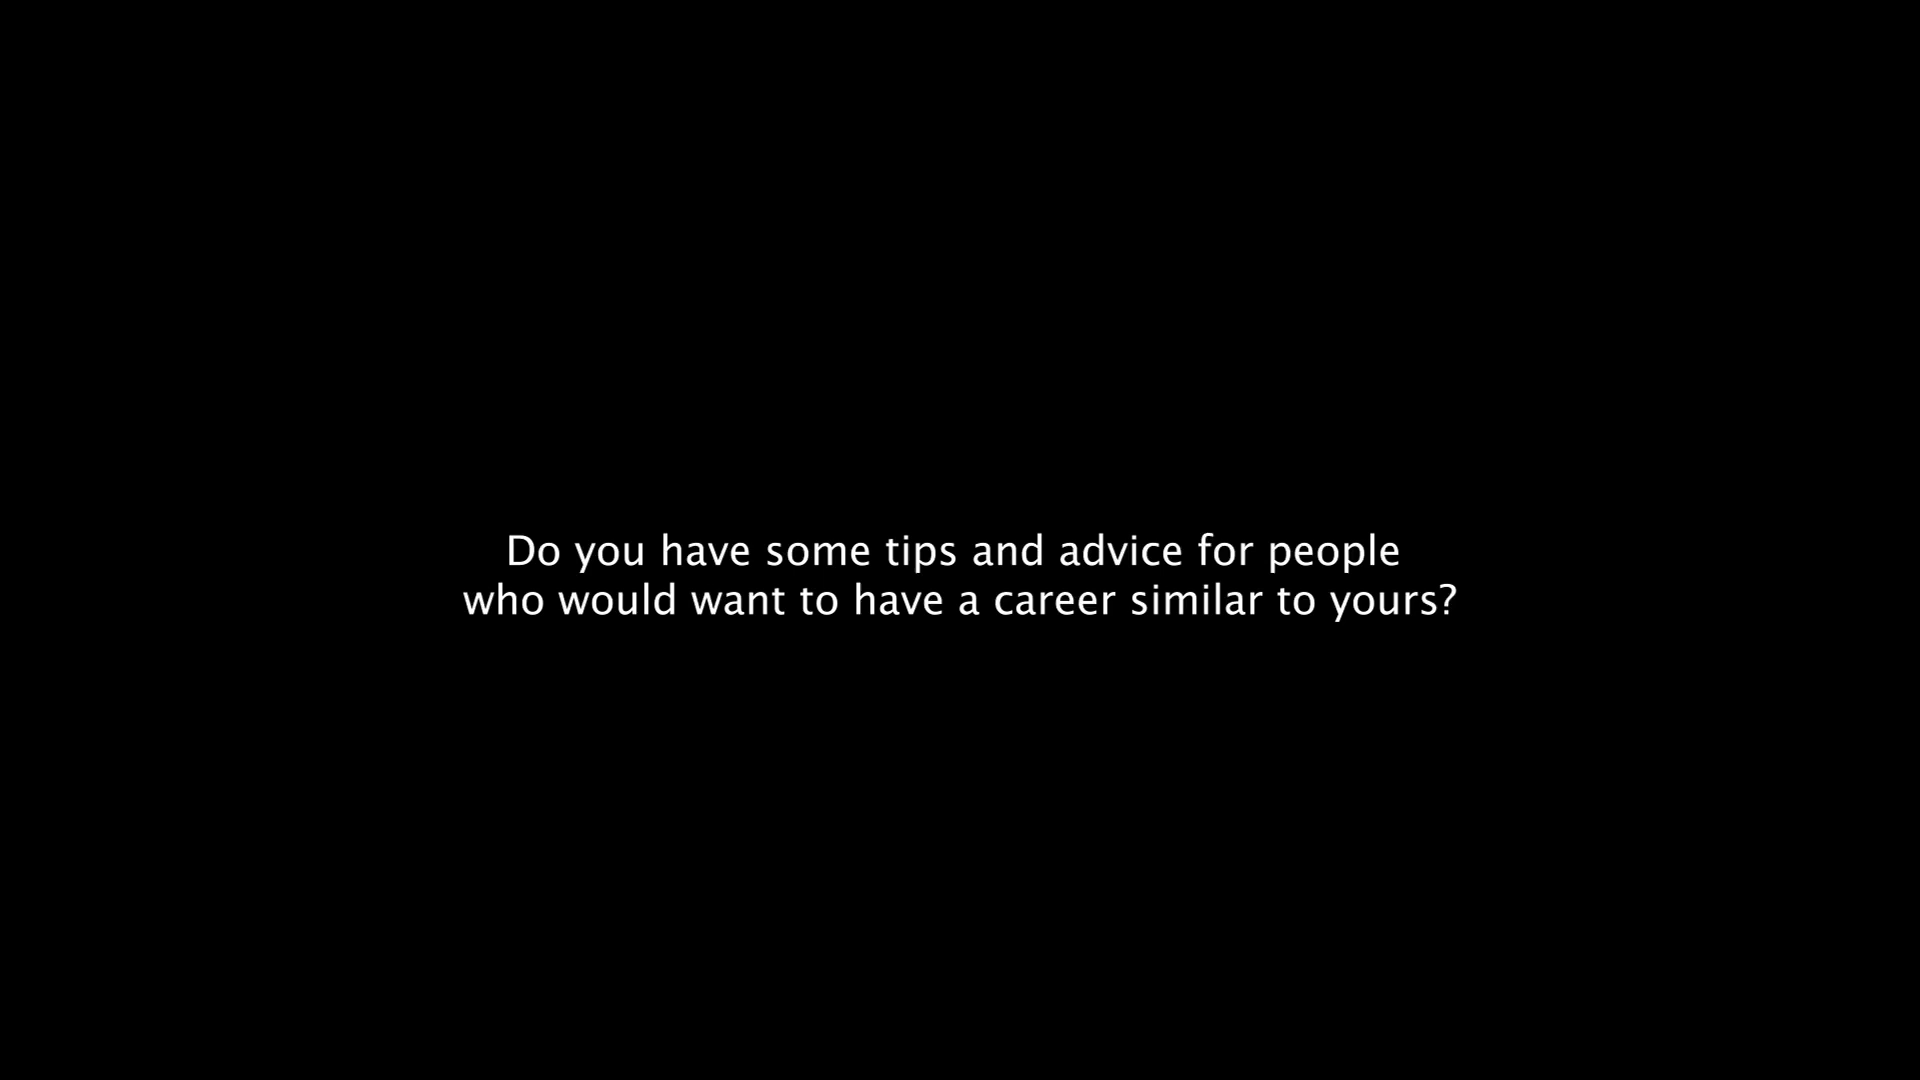 Do you have some tips and advice for people
who would want to have a career similar to yours?